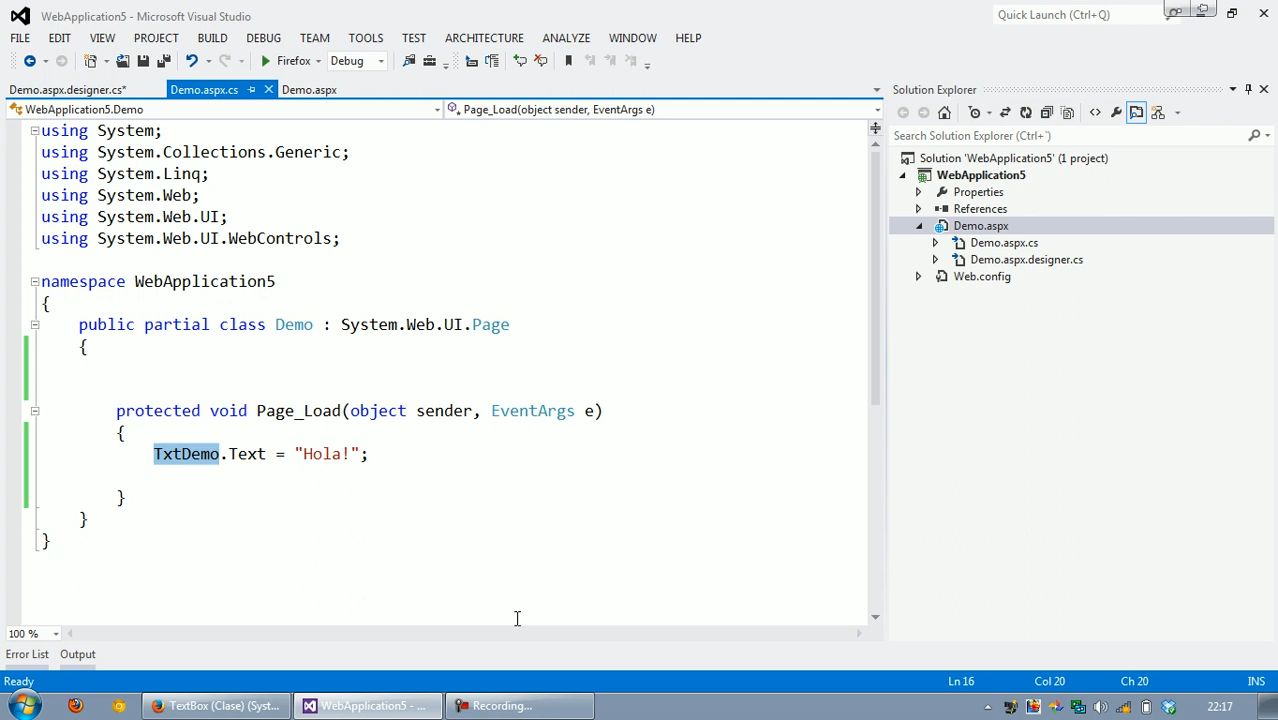 WebApplication5 - Microsoft Visual Studio
Quick Launch (Ctrl+Q)
FILE EDIT VIEW PROJECT BUILD DEBUG TEAM TOOLS TEST ARCHITECTURE ANALYZE WINDOW HELP
Firefox Debug
Demo.aspx.designer.cs* Demo.aspx.cs Demo.aspx
WebApplication5.Demo Page_Load(object sender, EventArgs e)
using System;
using System.Collections.Generic;
using System.Linq;
using System.Web;
using System.Web.UI;
using System.Web.UI.WebControls;
namespace WebApplication5
{
public partial class Demo : System.Web.UI.Page
{
protected void Page_Load(object sender, EventArgs e)
{
TxtDemo.Text = "Hola!";
}
}
}
100 %
Error List Output
Solution Explorer
Search Solution Explorer (Ctrl+`)
Solution 'WebApplication5' (1 project)
WebApplication5
Properties
References
Demo.aspx
Demo.aspx.cs
Demo.aspx.designer.cs
Web.config
Ready Ln 16 Col 20 Ch 20 INS
TextBox (Clase) (Syst... WebApplication5 - ... Recording... 22:17